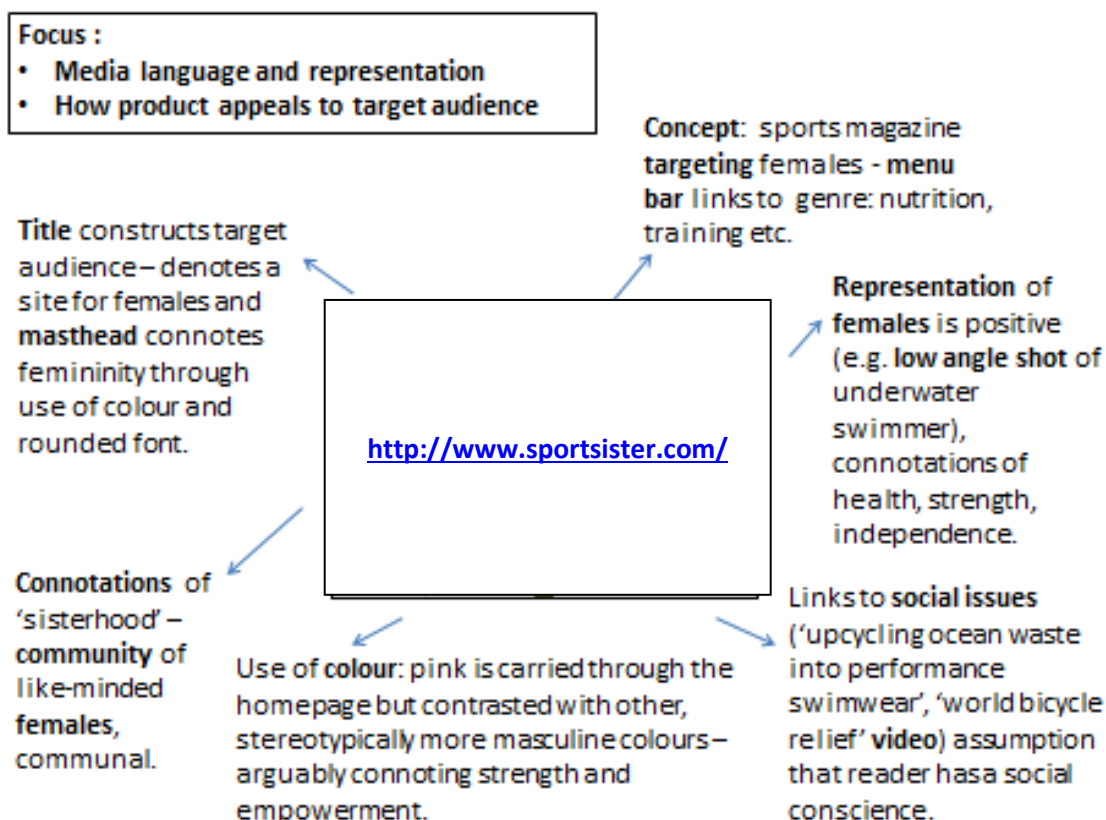 Focus :
• Media language and representation
• How product appeals to target audience
Concept: sports magazine
targeting females - menu
bar links to genre: nutrition,
training etc.
Title constructs target
audience – denotes a
site for females and
masthead connotes
femininity through
use of colour and
rounded font.
Representation of
females is positive
(e.g. low angle shot of
underwater
swimmer),
connotations of
health, strength,
independence.
http://www.sportsister.com/
Connotations of
‘sisterhood’ –
community of
like-minded
females,
communal.
Use of colour: pink is carried through the
homepage but contrasted with other,
stereotypically more masculine colours –
arguably connoting strength and
empowerment.
Links to social issues
(‘upcycling ocean waste
into performance
swimwear’, ‘world bicycle
relief’ video) assumption
that reader has a social
conscience.